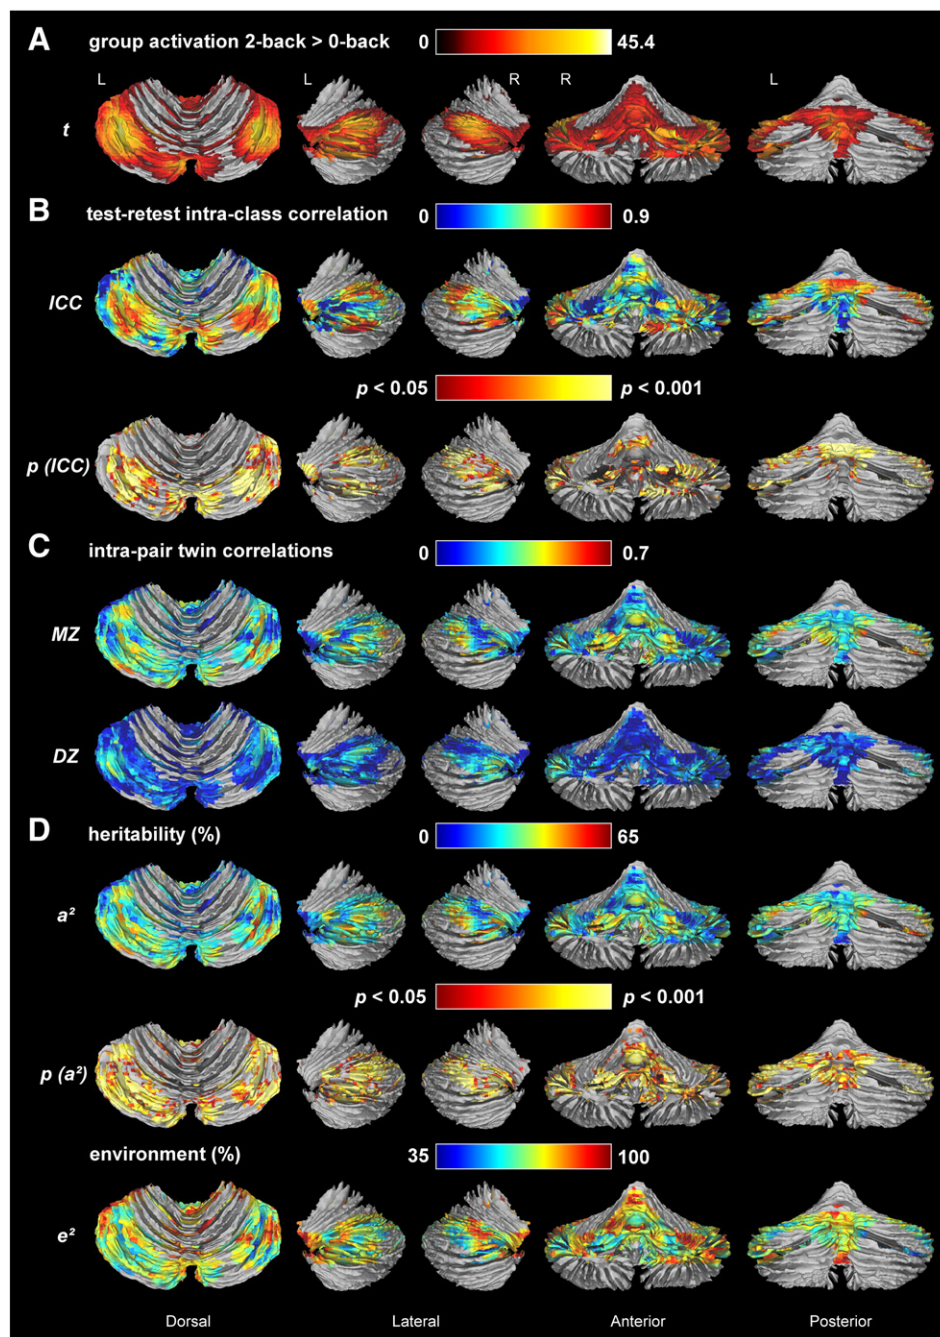 A group activation 2-back > 0-back 0 45.4
L L R R L
t
B test-retest intra-class correlation 0 0.9
ICC
p < 0.05 p < 0.001
p (ICC)
C intra-pair twin correlations 0 0.7
MZ
DZ
D heritability (%) 0 65
a²
p < 0.05 p < 0.001
p (a²)
environment (%) 35 100
e²
Dorsal Lateral Anterior Posterior